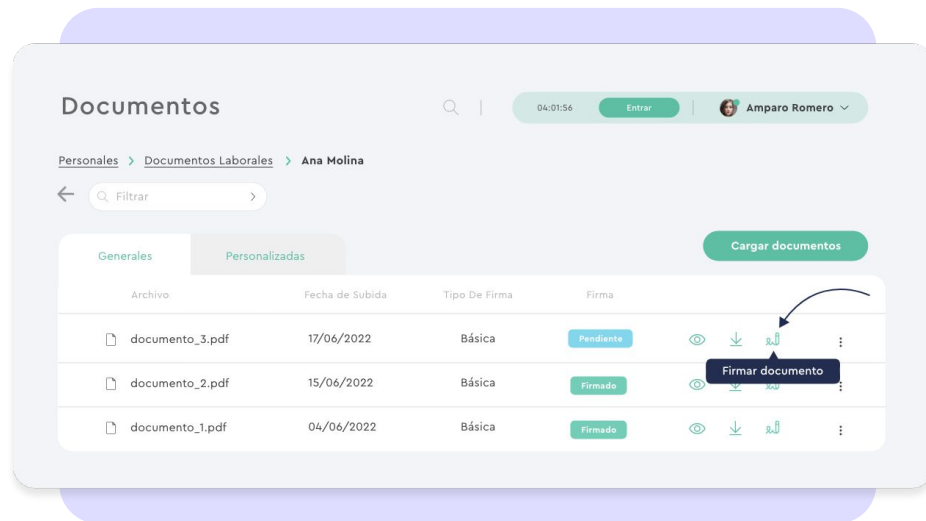 Documentos
04:01:56 Entrar Amparo Romero
Personales > Documentos Laborales > Ana Molina
Filtrar
Cargar documentos
Generales Personalizadas
Archivo Fecha de Subida Tipo De Firma Firma
documento_3.pdf 17/06/2022 Básica Pendiente
Firmar documento
documento_2.pdf 15/06/2022 Básica Firmado
documento_1.pdf 04/06/2022 Básica Firmado